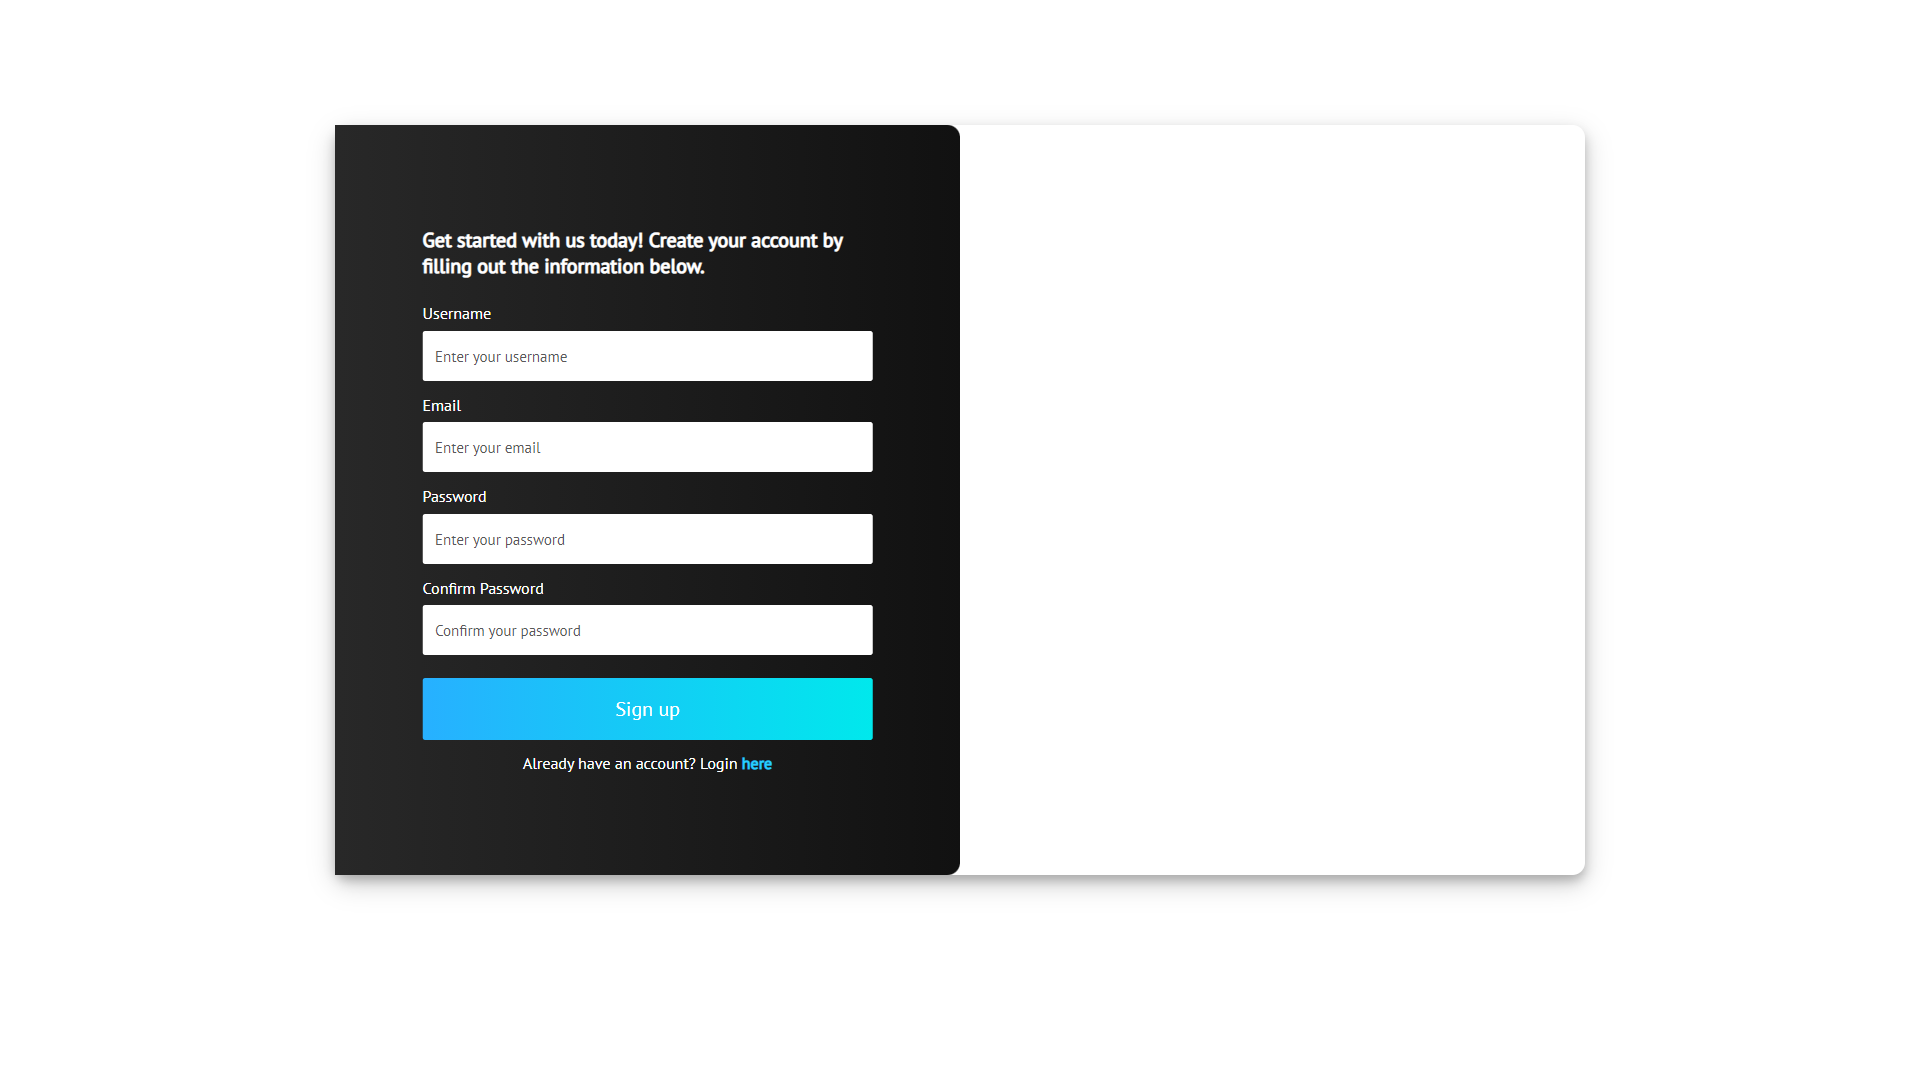 Get started with us today! Create your account by
filling out the information below.
Username
Enter your username
Email
Enter your email
Password
Enter your password
Confirm Password
Confirm your password
Sign up
Already have an account? Login here